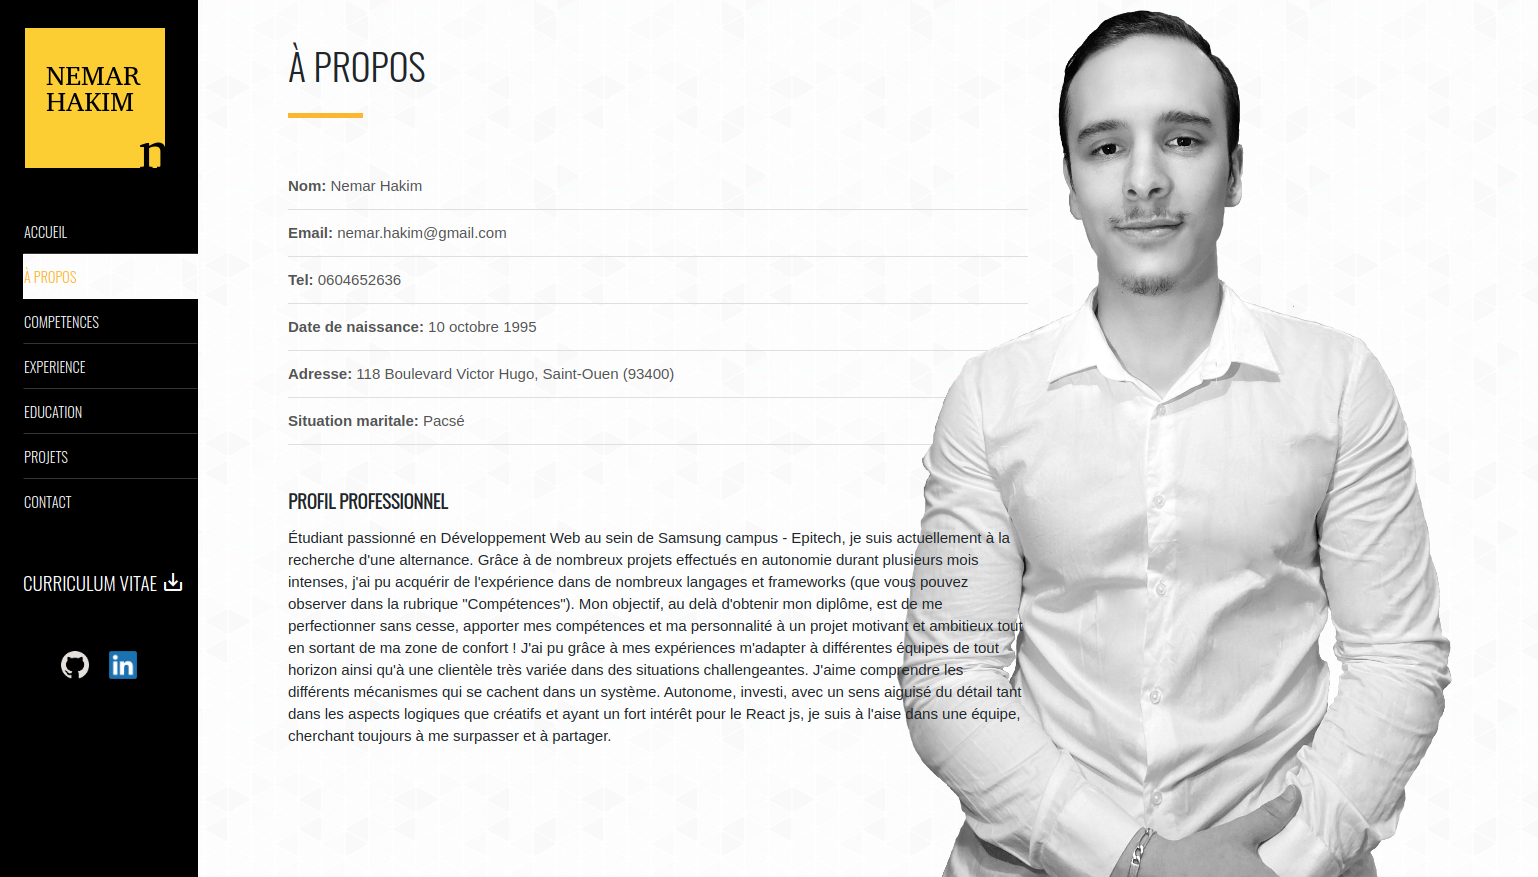 NEMAR
HAKIM
n
ACCUEIL
À PROPOS
COMPETENCES
EXPERIENCE
EDUCATION
PROJETS
CONTACT
CURRICULUM VITAE
in
À PROPOS
Nom: Nemar Hakim
Email: nemar.hakim@gmail.com
Tel: 0604652636
Date de naissance: 10 octobre 1995
Adresse: 118 Boulevard Victor Hugo, Saint-Ouen (93400)
Situation maritale: Pacsé
PROFIL PROFESSIONNEL
Étudiant passionné en Développement Web au sein de Samsung campus - Epitech, je suis actuellement à la
recherche d'une alternance. Grâce à de nombreux projets effectués en autonomie durant plusieurs mois
intenses, j'ai pu acquérir de l'expérience dans de nombreux langages et frameworks (que vous pouvez
observer dans la rubrique "Compétences"). Mon objectif, au delà d'obtenir mon diplôme, est de me
perfectionner sans cesse, apporter mes compétences et ma personnalité à un projet motivant et ambitieux tout
en sortant de ma zone de confort ! J'ai pu grâce à mes expériences m'adapter à différentes équipes de tout
horizon ainsi qu'à une clientèle très variée dans des situations challengeantes. J'aime comprendre les
différents mécanismes qui se cachent dans un système. Autonome, investi, avec un sens aiguisé du détail tant
dans les aspects logiques que créatifs et ayant un fort intérêt pour le React js, je suis à l'aise dans une équipe,
cherchant toujours à me surpasser et à partager.